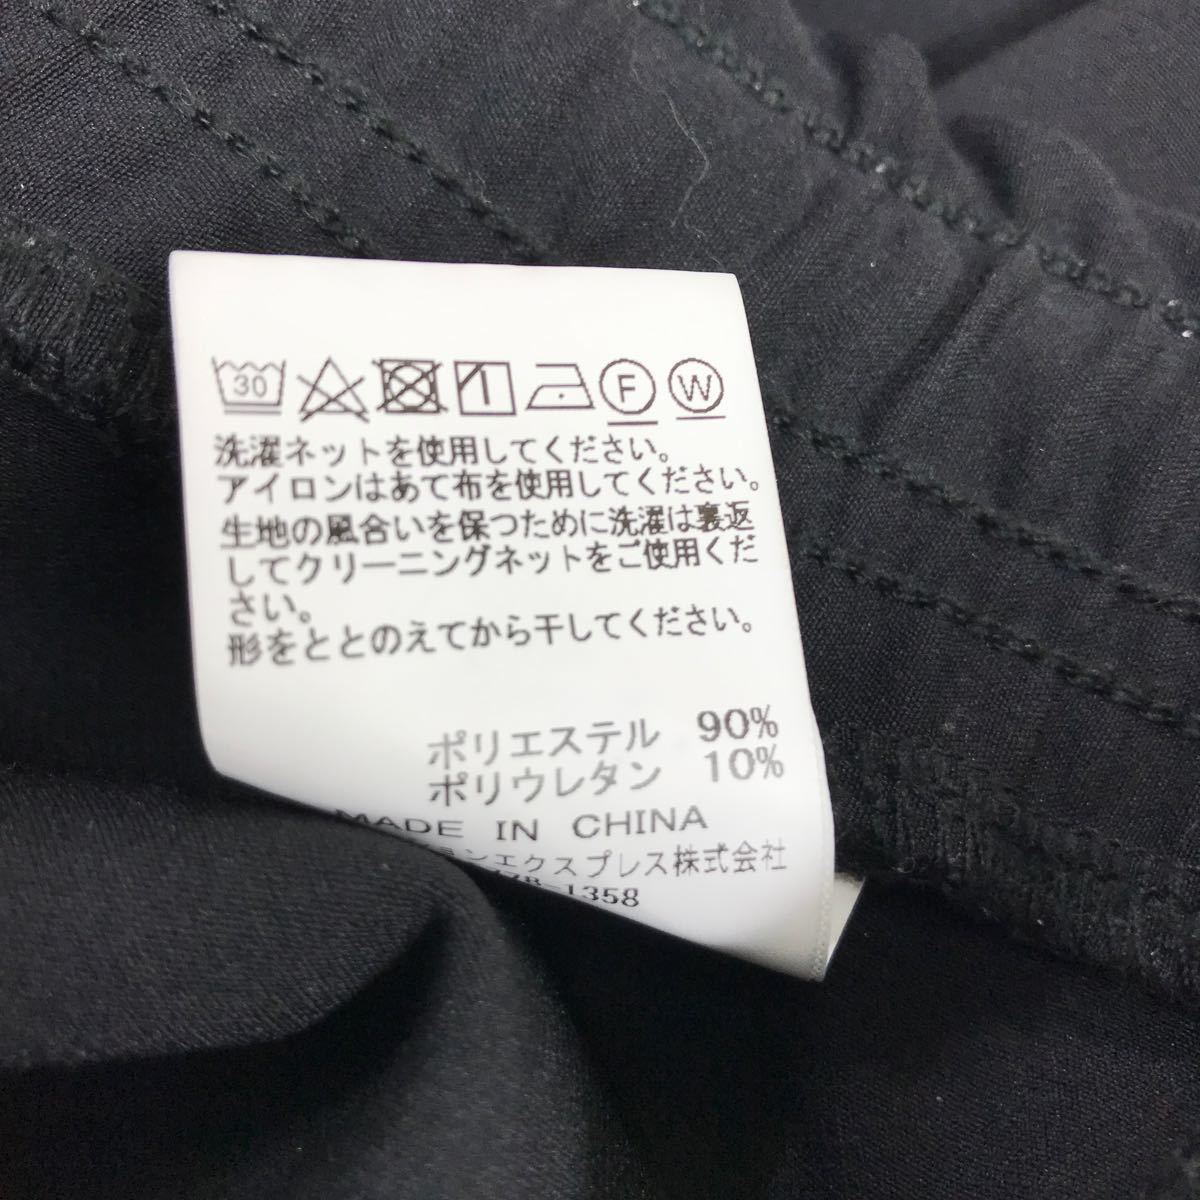 30 F W
洗濯ネットを使用してください。
アイロンはあて布を使用してください。
生地の風合いを保つために洗濯は裏返
してクリーニングネットをご使用くだ
さい。
形をととのえてから干してください。
ポリエステル 90%
ポリウレタン 10%
MADE IN CHINA
ランエクスプレス株式会社
778-1358